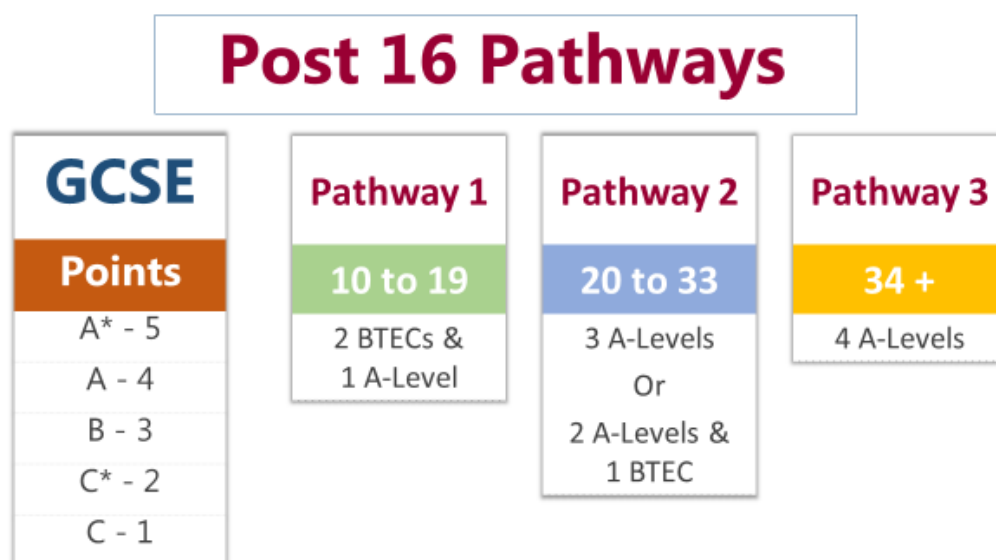 Post 16 Pathways
GCSE
Points
A* - 5
A - 4
B - 3
C* - 2
C - 1
Pathway 1
10 to 19
2 BTECs &
1 A-Level
Pathway 2
20 to 33
3 A-Levels
Or
2 A-Levels &
1 BTEC
Pathway 3
34 +
4 A-Levels